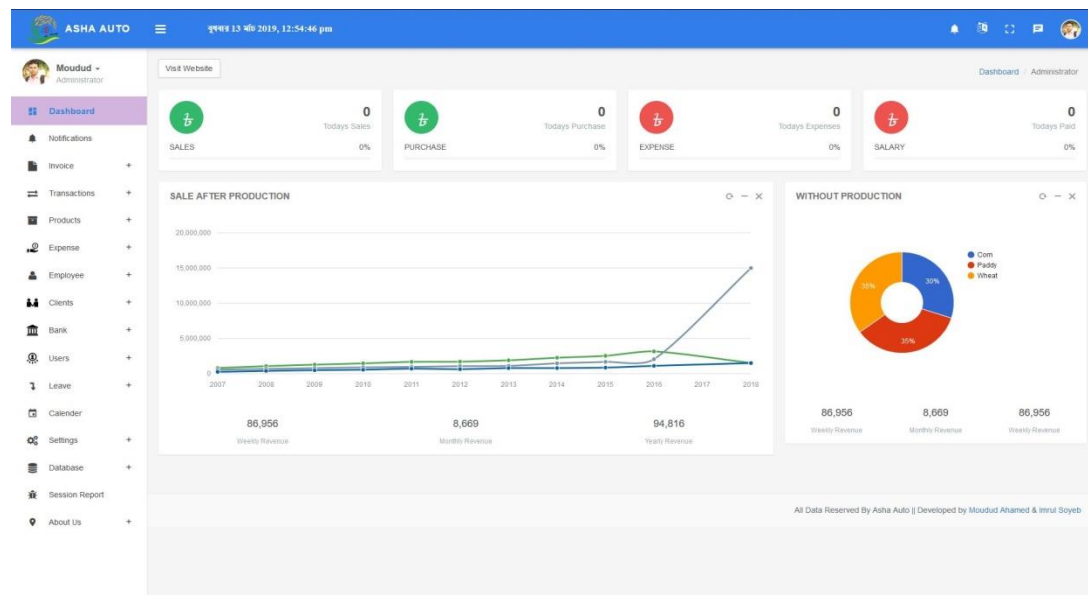 ASHA AUTO
বুধবার 13 মার্চ 2019, 12:54:46 pm
Moudud
Administrator
Visit Website
Dashboard / Administrator
Dashboard
Notifications
Invoice +
Transactions +
Products +
Expense +
Employee +
Clients +
Bank +
Users +
Leave +
Calender
Settings +
Database +
Session Report
About Us +
0
Todays Sales
SALES 0%
0
Todays Purchase
PURCHASE 0%
0
Todays Expenses
EXPENSE 0%
0
Todays Paid
SALARY 0%
SALE AFTER PRODUCTION
20,000,000
15,000,000
10,000,000
5,000,000
0
2007 2008 2009 2010 2011 2012 2013 2014 2015 2016 2017 2018
86,956 8,669 94,816
Weekly Revenue Monthly Revenue Yearly Revenue
WITHOUT PRODUCTION
Corn
Paddy
Wheat
35% 30%
35%
86,956 8,669 86,956
Weekly Revenue Monthly Revenue Weekly Revenue
All Data Reserved By Asha Auto || Developed by Moudud Ahamed & Imrul Soyeb